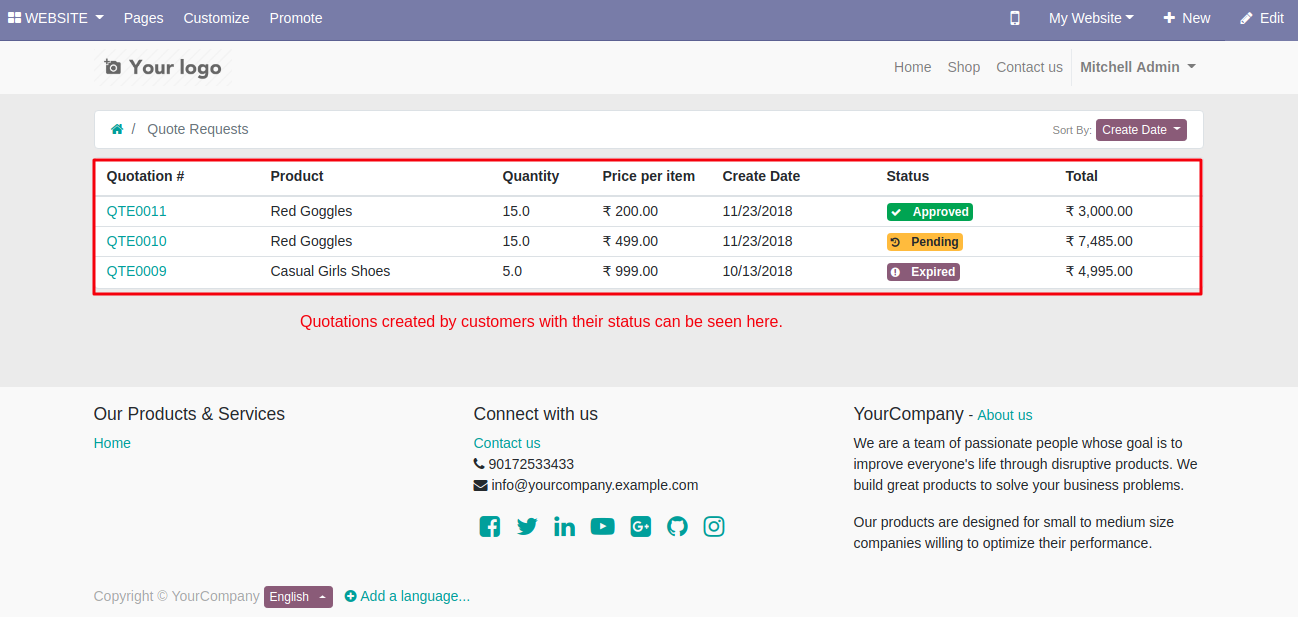 WEBSITE Pages Customize Promote My Website New Edit
Your logo Home Shop Contact us Mitchell Admin
/ Quote Requests Sort By: Create Date
Quotation # Product Quantity Price per item Create Date Status Total
QTE0011 Red Goggles 15.0 ₹ 200.00 11/23/2018 Approved ₹ 3,000.00
QTE0010 Red Goggles 15.0 ₹ 499.00 11/23/2018 Pending ₹ 7,485.00
QTE0009 Casual Girls Shoes 5.0 ₹ 999.00 10/13/2018 Expired ₹ 4,995.00
Quotations created by customers with their status can be seen here.
Our Products & Services
Home
Connect with us
Contact us
90172533433
info@yourcompany.example.com
YourCompany - About us
We are a team of passionate people whose goal is to
improve everyone's life through disruptive products. We
build great products to solve your business problems.
Our products are designed for small to medium size
companies willing to optimize their performance.
Copyright © YourCompany English Add a language...